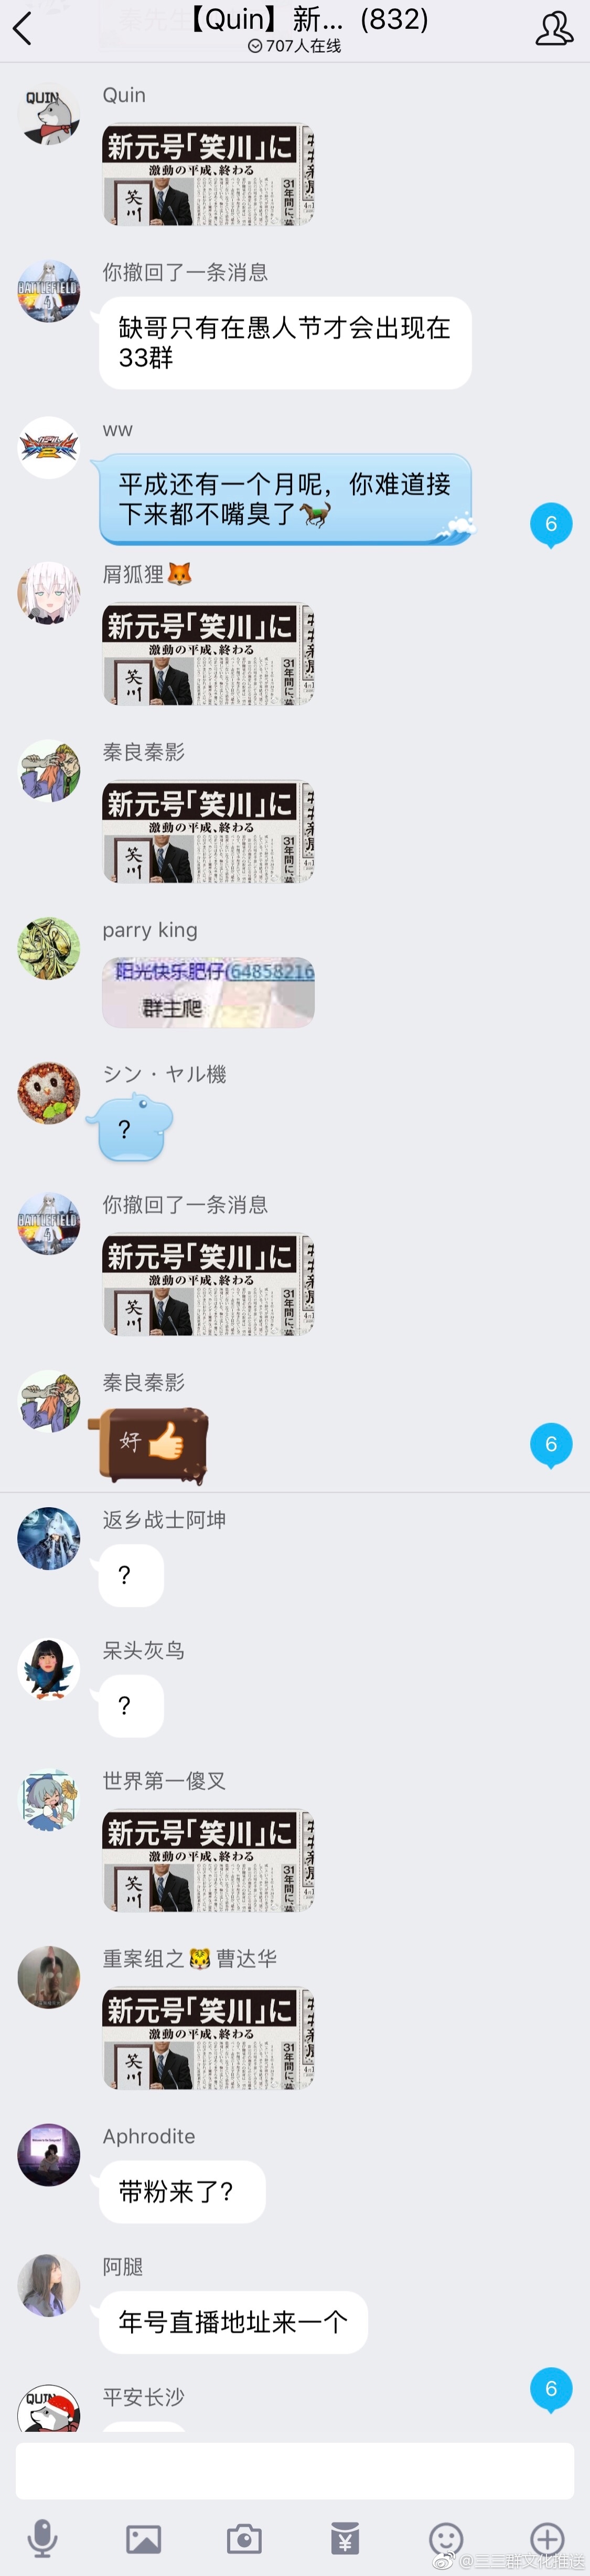 【Quin】新... (832)
707人在线
Quin
新元号「笑川」に
激動の平成、終わる
笑川
31年間に
你撤回了一条消息
BATTLEFIELD
4
缺哥只有在愚人节才会出现在
33群
ww
平成还有一个月呢，你难道接
下来都不嘴臭了
6
屑狐狸
新元号「笑川」に
激動の平成、終わる
笑川
31年間に
秦良秦影
新元号「笑川」に
激動の平成、終わる
笑川
31年間に
parry king
阳光快乐肥仔(64858216
群主爬
シン・ヤル機
?
你撤回了一条消息
BATTLEFIELD
4
新元号「笑川」に
激動の平成、終わる
笑川
31年間に
秦良秦影
好
6
返乡战士阿坤
?
呆头灰鸟
?
世界第一傻叉
新元号「笑川」に
激動の平成、終わる
笑川
31年間に
重案组之🐯曹达华
新元号「笑川」に
激動の平成、終わる
笑川
31年間に
Aphrodite
带粉来了?
阿腿
年号直播地址来一个
6
QUIN
平安长沙
@三三群文化推送